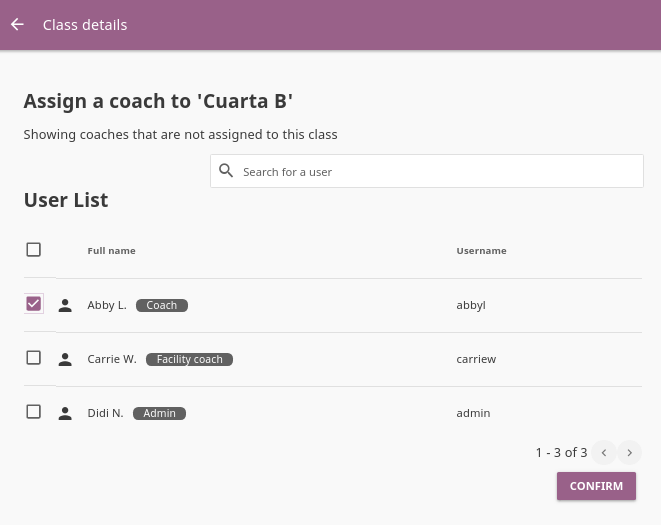 Class details
Assign a coach to 'Cuarta B'
Showing coaches that are not assigned to this class
Search for a user
User List
Full name Username
Abby L. Coach abbyl
Carrie W. Facility coach carriew
Didi N. Admin admin
1 - 3 of 3
CONFIRM